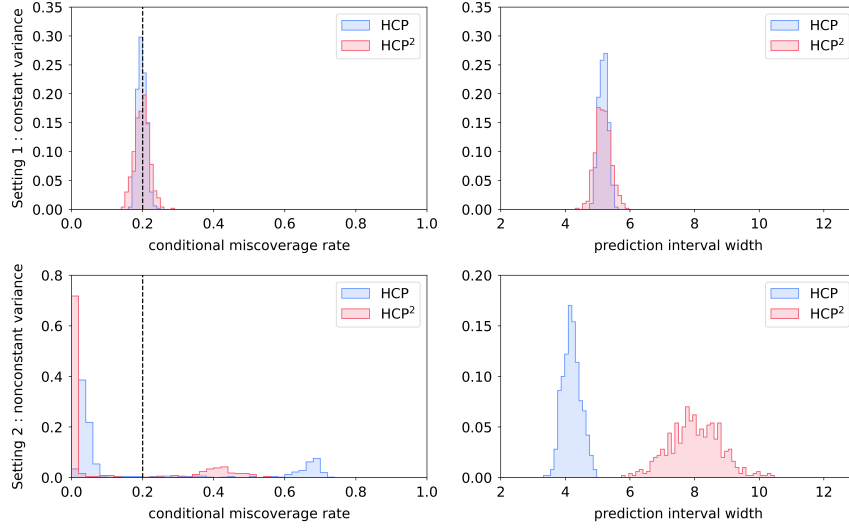 Setting 1 : constant variance
0.35
0.30
0.25
0.20
0.15
0.10
0.05
0.00
0.0 0.2 0.4 0.6 0.8 1.0
conditional miscoverage rate
HCP
HCP²
0.35
0.30
0.25
0.20
0.15
0.10
0.05
0.00
2 4 6 8 10 12
prediction interval width
HCP
HCP²
Setting 2 : nonconstant variance
0.8
0.6
0.4
0.2
0.0
0.0 0.2 0.4 0.6 0.8 1.0
conditional miscoverage rate
HCP
HCP²
0.20
0.15
0.10
0.05
0.00
2 4 6 8 10 12
prediction interval width
HCP
HCP²